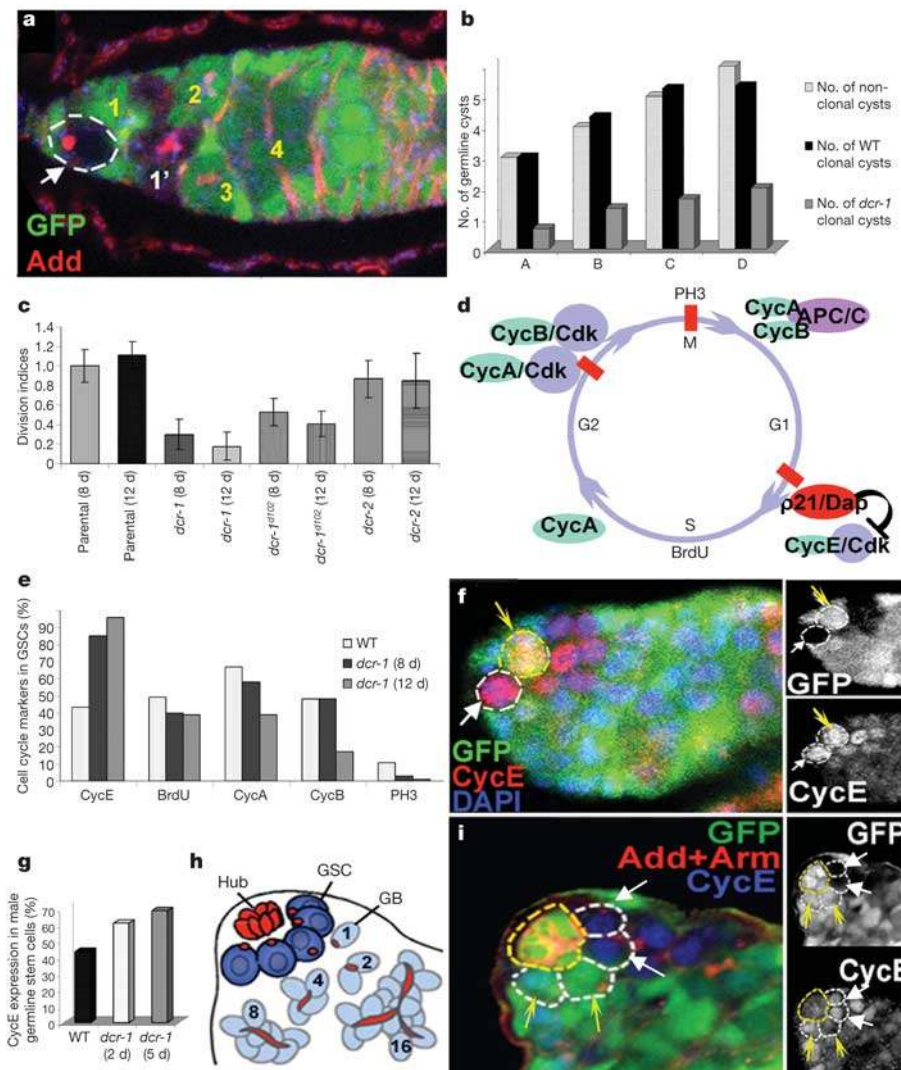 a
1
2
3
4
1'
GFP
Add
b
No. of germline cysts
5
4
3
2
1
0
A
B
C
D
No. of non-
clonal cysts
No. of WT
clonal cysts
No. of dcr-1
clonal cysts
c
Division indices
1.4
1.2
1.0
0.8
0.6
0.4
0.2
0
Parental (8 d)
Parental (12 d)
dcr-1 (8 d)
dcr-1 (12 d)
dcr-1d102 (8 d)
dcr-1d102 (12 d)
dcr-2 (8 d)
dcr-2 (12 d)
d
PH3
M
CycA
CycB
APC/C
CycB/Cdk
CycA/Cdk
G2
G1
p21/Dap
CycE/Cdk
CycA
S
BrdU
e
Cell cycle markers in GSCs (%)
90
80
70
60
50
40
30
20
10
0
CycE
BrdU
CycA
CycB
PH3
WT
dcr-1 (8 d)
dcr-1 (12 d)
f
GFP
CycE
DAPI
GFP
CycE
g
CycE expression in male
germline stem cells (%)
70
60
50
40
30
20
10
0
WT
dcr-1
(2 d)
dcr-1
(5 d)
h
Hub
GSC
GB
1
2
4
8
16
i
GFP
Add+Arm
CycE
GFP
CycE